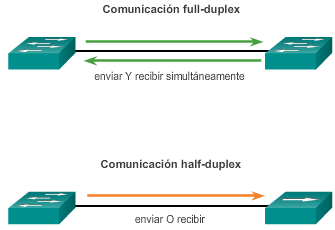 Comunicación full-duplex
enviar Y recibir simultáneamente
Comunicación half-duplex
enviar O recibir